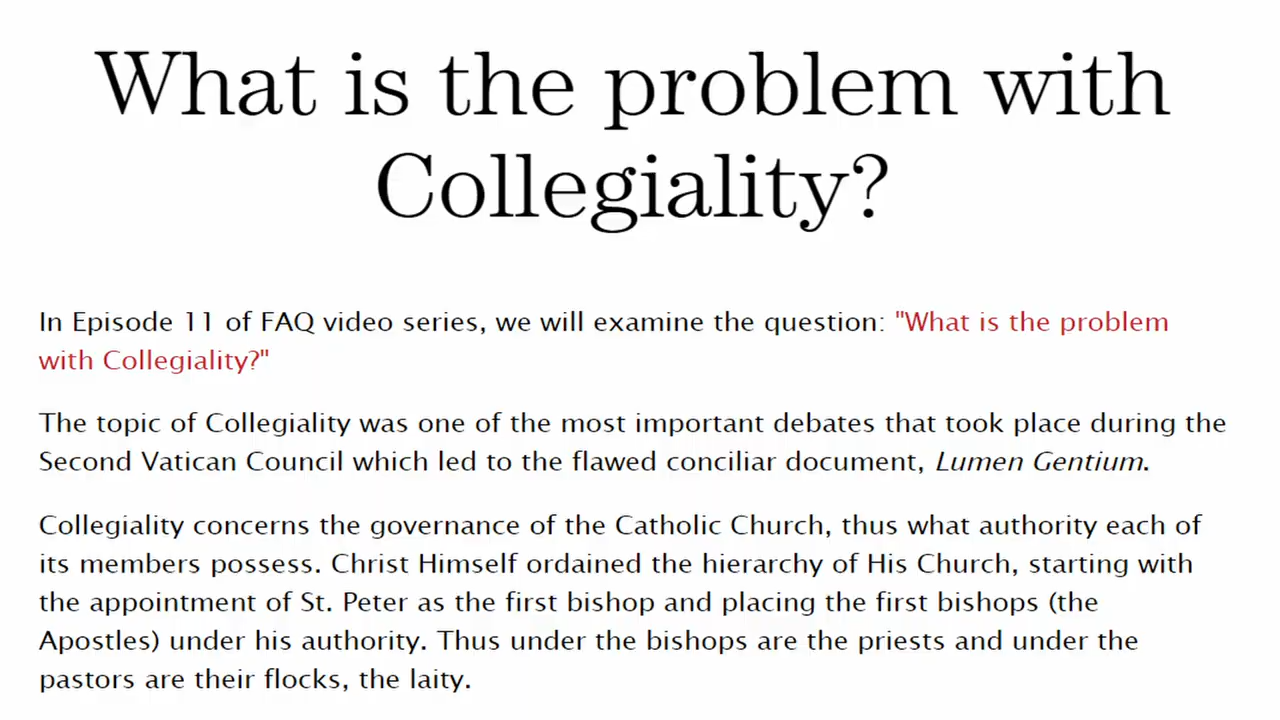 What is the problem with
Collegiality?
In Episode 11 of FAQ video series, we will examine the question: "What is the problem
with Collegiality?"
The topic of Collegiality was one of the most important debates that took place during the
Second Vatican Council which led to the flawed conciliar document, Lumen Gentium.
Collegiality concerns the governance of the Catholic Church, thus what authority each of
its members possess. Christ Himself ordained the hierarchy of His Church, starting with
the appointment of St. Peter as the first bishop and placing the first bishops (the
Apostles) under his authority. Thus under the bishops are the priests and under the
pastors are their flocks, the laity.